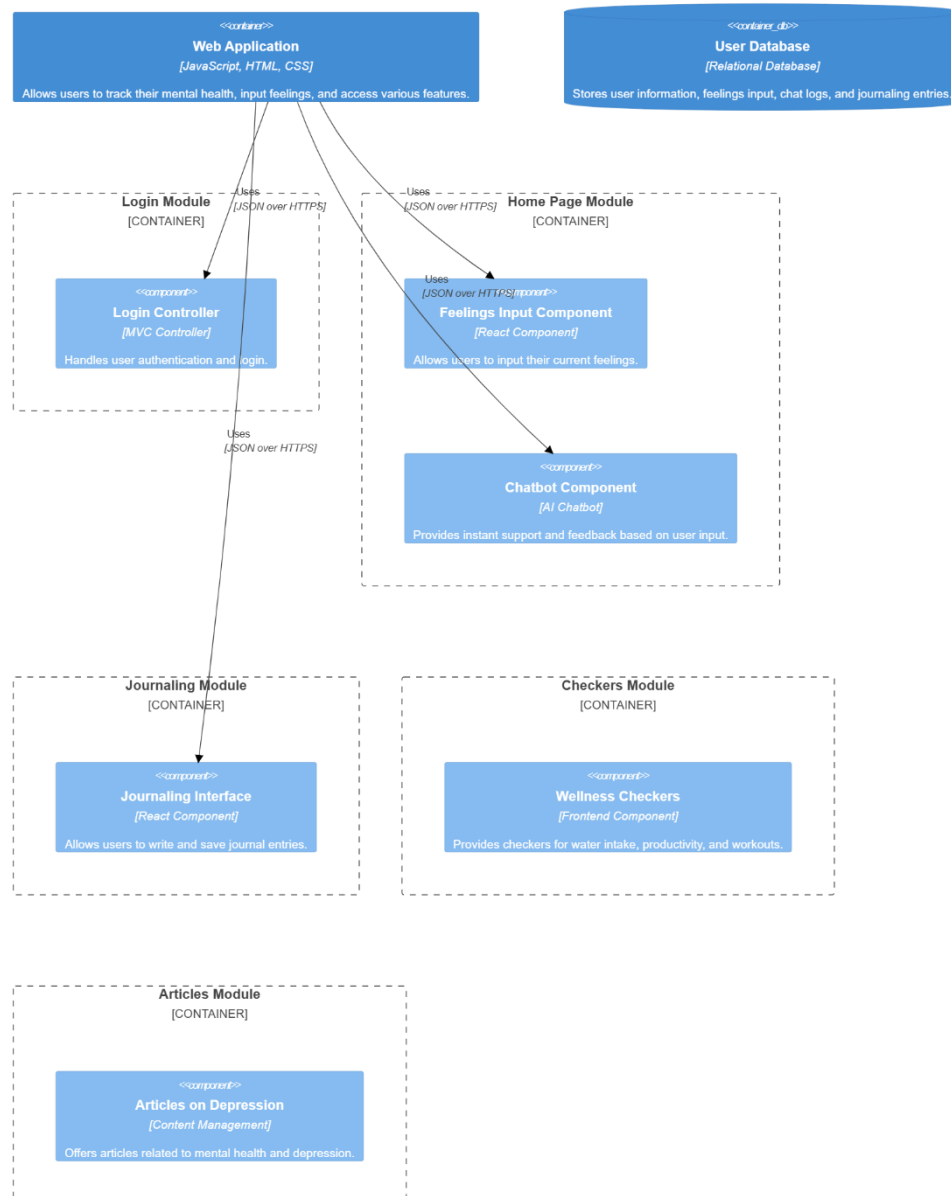 <<container>>
Web Application
[JavaScript, HTML, CSS]
Allows users to track their mental health, input feelings, and access various features.
<<container_db>>
User Database
[Relational Database]
Stores user information, feelings input, chat logs, and journaling entries.
Login Module
[CONTAINER]
Uses
[JSON over HTTPS]
<<component>>
Login Controller
[MVC Controller]
Handles user authentication and login.
Home Page Module
[CONTAINER]
Uses
[JSON over HTTPS]
Uses
[JSON over HTTPS]
<<component>>
Feelings Input Component
[React Component]
Allows users to input their current feelings.
Uses
[JSON over HTTPS]
<<component>>
Chatbot Component
[AI Chatbot]
Provides instant support and feedback based on user input.
Journaling Module
[CONTAINER]
<<component>>
Journaling Interface
[React Component]
Allows users to write and save journal entries.
Checkers Module
[CONTAINER]
<<component>>
Wellness Checkers
[Frontend Component]
Provides checkers for water intake, productivity, and workouts.
Articles Module
[CONTAINER]
<<component>>
Articles on Depression
[Content Management]
Offers articles related to mental health and depression.